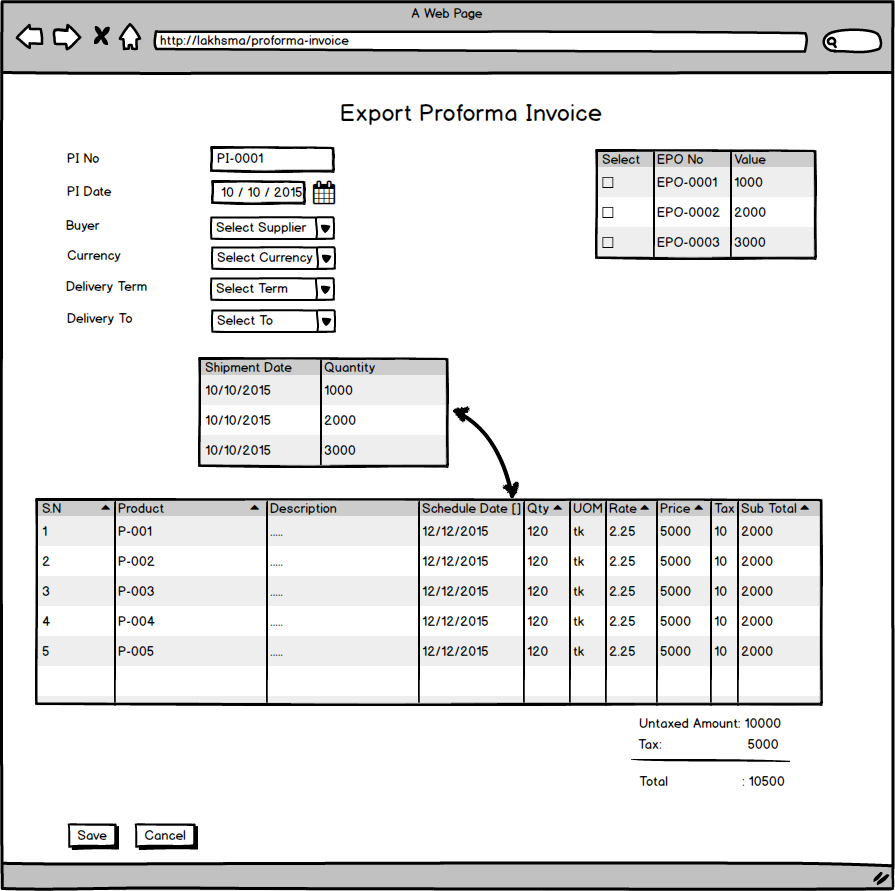 A Web Page
http://lakhsma/proforma-invoice
Export Proforma Invoice
PI No PI-0001
PI Date 10 / 10 / 2015
Buyer Select Supplier
Currency Select Currency
Delivery Term Select Term
Delivery To Select To
Select EPO No Value
EPO-0001 1000
EPO-0002 2000
EPO-0003 3000
Shipment Date Quantity
10/10/2015 1000
10/10/2015 2000
10/10/2015 3000
S.N Product Description Schedule Date [] Qty UOM Rate Price Tax Sub Total
1 P-001 ..... 12/12/2015 120 tk 2.25 5000 10 2000
2 P-002 ..... 12/12/2015 120 tk 2.25 5000 10 2000
3 P-003 ..... 12/12/2015 120 tk 2.25 5000 10 2000
4 P-004 ..... 12/12/2015 120 tk 2.25 5000 10 2000
5 P-005 ..... 12/12/2015 120 tk 2.25 5000 10 2000
Untaxed Amount: 10000
Tax: 5000
Total : 10500
Save Cancel